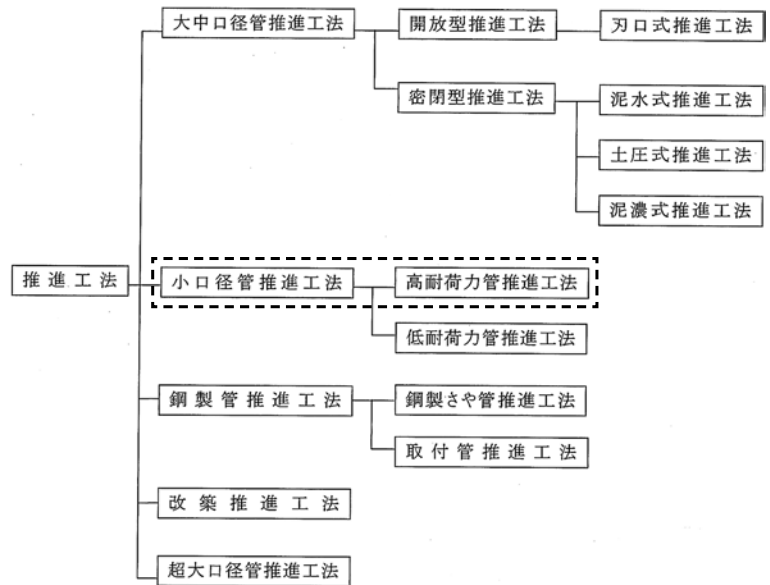 大中口径管推進工法
開放型推進工法
刃口式推進工法
密閉型推進工法
泥水式推進工法
土圧式推進工法
泥濃式推進工法
推進工法
小口径管推進工法
高耐荷力管推進工法
低耐荷力管推進工法
鋼製管推進工法
鋼製さや管推進工法
取付管推進工法
改築推進工法
超大口径管推進工法